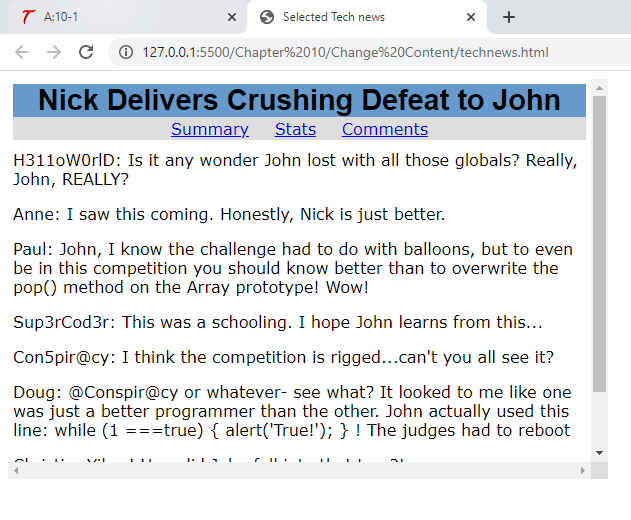 A:10-1
Selected Tech news
127.0.0.1:5500/Chapter%2010/Change%20Content/technews.html
Nick Delivers Crushing Defeat to John
Summary Stats Comments
H311oW0rlD: Is it any wonder John lost with all those globals? Really,
John, REALLY?
Anne: I saw this coming. Honestly, Nick is just better.
Paul: John, I know the challenge had to do with balloons, but to even
be in this competition you should know better than to overwrite the
pop() method on the Array prototype! Wow!
Sup3rCod3r: This was a schooling. I hope John learns from this...
Con5pir@cy: I think the competition is rigged...can't you all see it?
Doug: @Conspir@cy or whatever- see what? It looked to me like one
was just a better programmer than the other. John actually used this
line: while (1 ===true) { alert('True!'); } ! The judges had to reboot